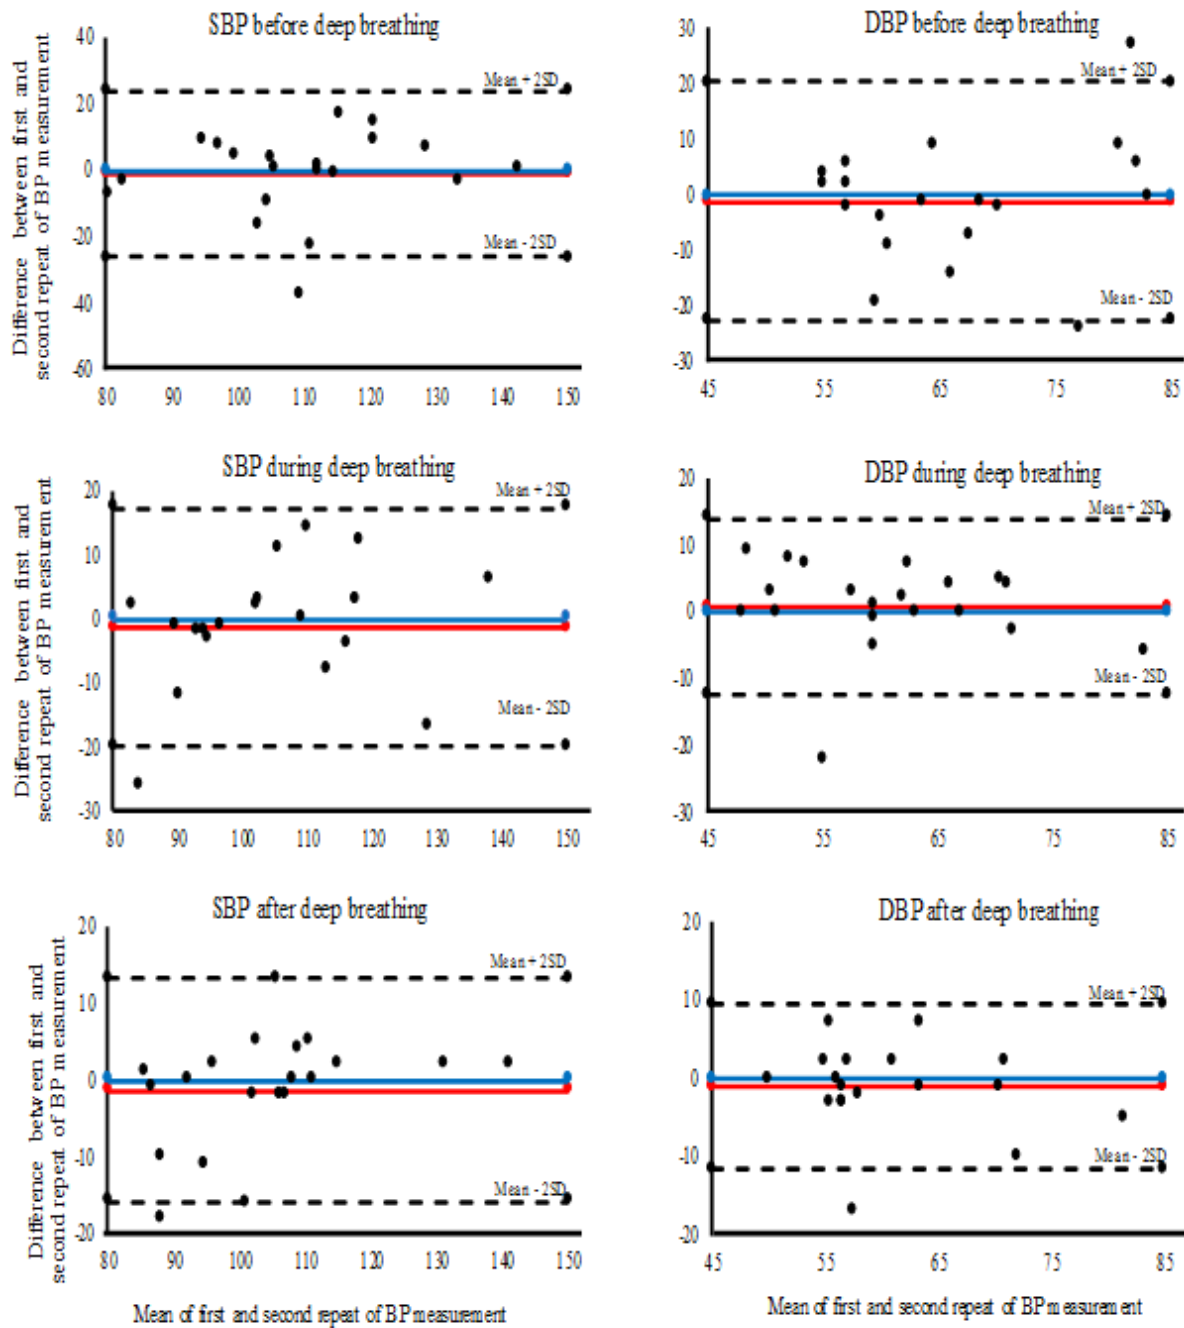 SBP before deep breathing
Difference between first and
second repeat of BP measurement
40
20
0
-20
-40
-60
Mean + 2SD
Mean - 2SD
80 90 100 110 120 130 140 150
DBP before deep breathing
30
20
10
0
-10
-20
-30
Mean + 2SD
Mean - 2SD
45 55 65 75 85
SBP during deep breathing
Difference between first and
second repeat of BP measurement
20
10
0
-10
-20
-30
Mean + 2SD
Mean - 2SD
80 90 100 110 120 130 140 150
DBP during deep breathing
20
10
0
-10
-20
-30
Mean + 2SD
Mean - 2SD
45 55 65 75 85
SBP after deep breathing
Difference between first and
second repeat of BP measurement
20
10
0
-10
-20
Mean + 2SD
Mean - 2SD
80 90 100 110 120 130 140 150
Mean of first and second repeat of BP measurement
DBP after deep breathing
20
10
0
-10
-20
Mean + 2SD
Mean - 2SD
45 55 65 75 85
Mean of first and second repeat of BP measurement